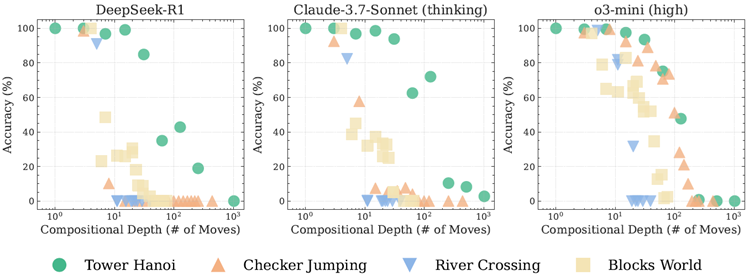 DeepSeek-R1
Claude-3.7-Sonnet (thinking)
o3-mini (high)
Accuracy (%)
100
80
60
40
20
0
10⁰
10¹
10²
10³
Compositional Depth (# of Moves)
Accuracy (%)
100
80
60
40
20
0
10⁰
10¹
10²
10³
Compositional Depth (# of Moves)
Accuracy (%)
100
80
60
40
20
0
10⁰
10¹
10²
10³
Compositional Depth (# of Moves)
Tower Hanoi
Checker Jumping
River Crossing
Blocks World